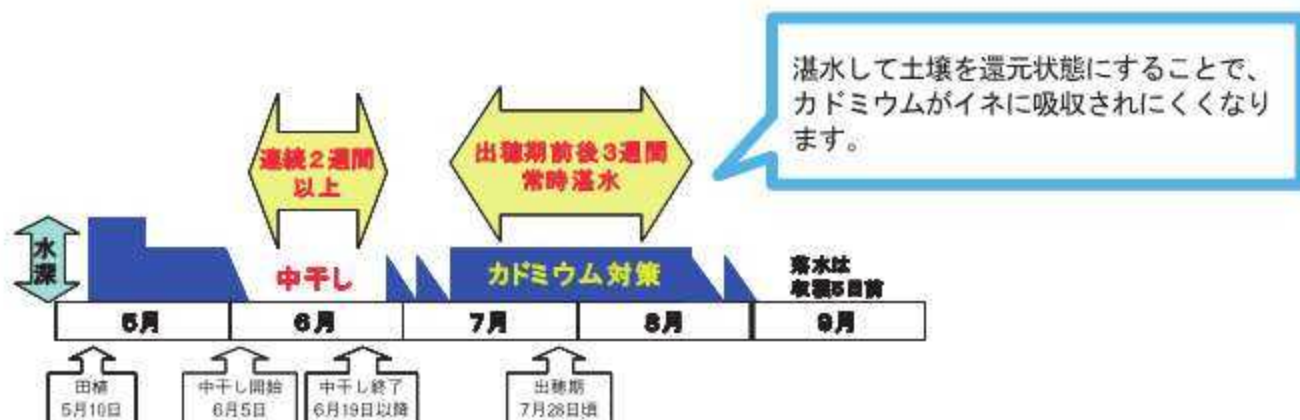 湛水して土壌を還元状態にすることで、
カドミウムがイネに吸収されにくくなり
ます。
連続2週間
以上
出穂期前後3週間
常時湛水
水深
中干し
カドミウム対策
落水は
収穫5日前
5月
6月
7月
8月
9月
田植
5月10日
中干し開始
6月5日
中干し終了
6月19日以降
出穂期
7月28日頃